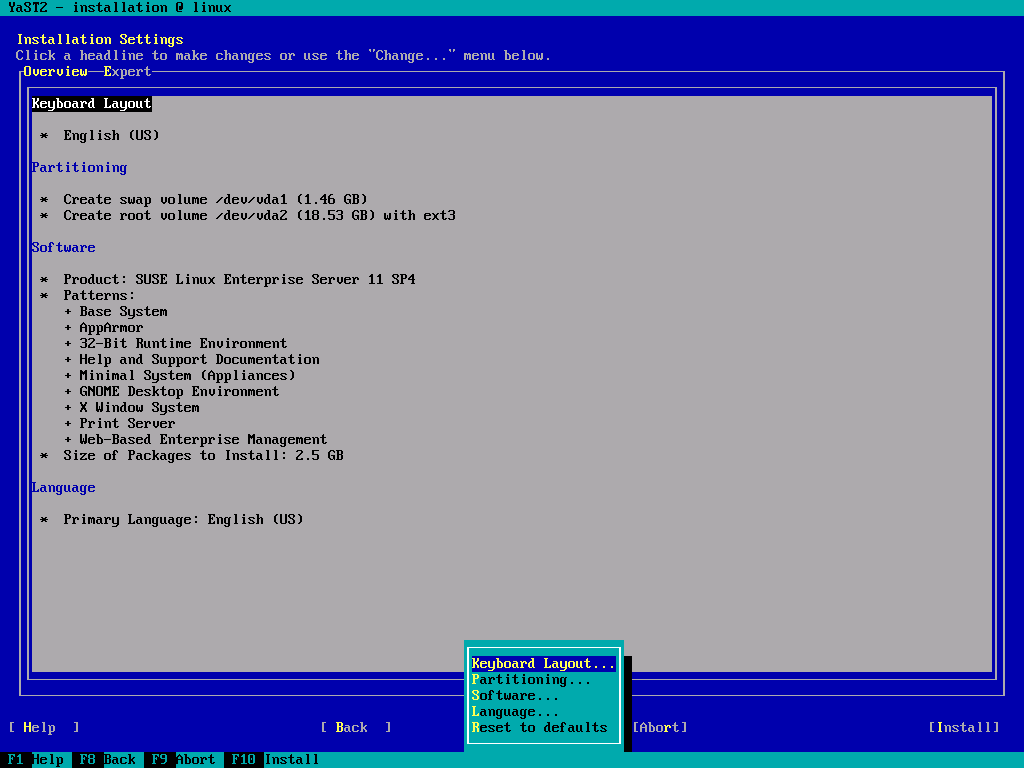 YaST2 - installation @ linux
Installation Settings
Click a headline to make changes or use the "Change..." menu below.
Overview Expert
Keyboard Layout
* English (US)
Partitioning
* Create swap volume /dev/vda1 (1.46 GB)
* Create root volume /dev/vda2 (18.53 GB) with ext3
Software
* Product: SUSE Linux Enterprise Server 11 SP4
* Patterns:
+ Base System
+ AppArmor
+ 32-Bit Runtime Environment
+ Help and Support Documentation
+ Minimal System (Appliances)
+ GNOME Desktop Environment
+ X Window System
+ Print Server
+ Web-Based Enterprise Management
* Size of Packages to Install: 2.5 GB
Language
* Primary Language: English (US)
Keyboard Layout...
Partitioning...
Software...
Language...
Reset to defaults
[ Help ] [ Back ] [Abort] [Install]
F1 Help F8 Back F9 Abort F10 Install